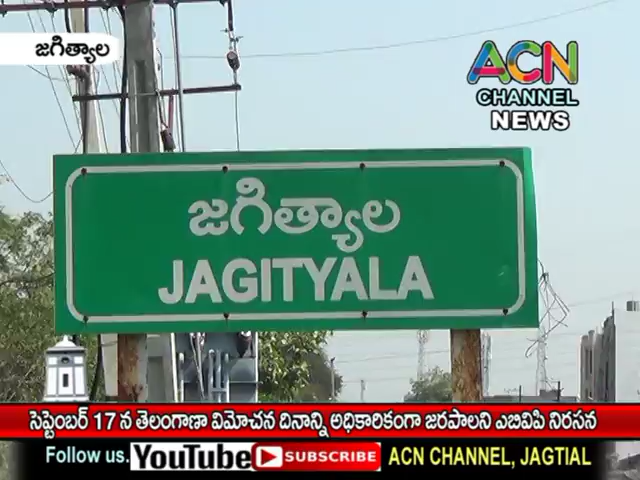 జగిత్యాల
ACN
CHANNEL
NEWS
జగిత్యాల
JAGITYALA
సెప్టెంబర్ 17 న తెలంగాణా విమోచన దినాన్ని అధికారికంగా జరపాలని ఎబివిపి నిరసన
Follow us. YouTube SUBSCRIBE ACN CHANNEL, JAGTIAL